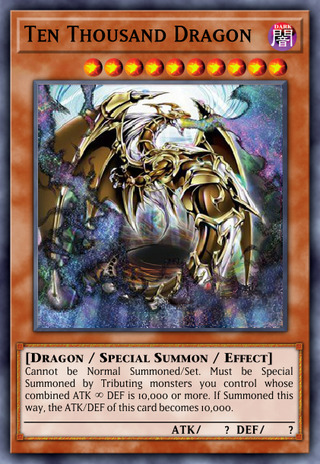 Ten Thousand Dragon
DARK
闇
[Dragon / Special Summon / Effect]
Cannot be Normal Summoned/Set. Must be Special
Summoned by Tributing monsters you control whose
combined ATK ∞ DEF is 10,000 or more. If Summoned
this way, the ATK/DEF of this card becomes 10,000.
ATK/ ? DEF/ ?